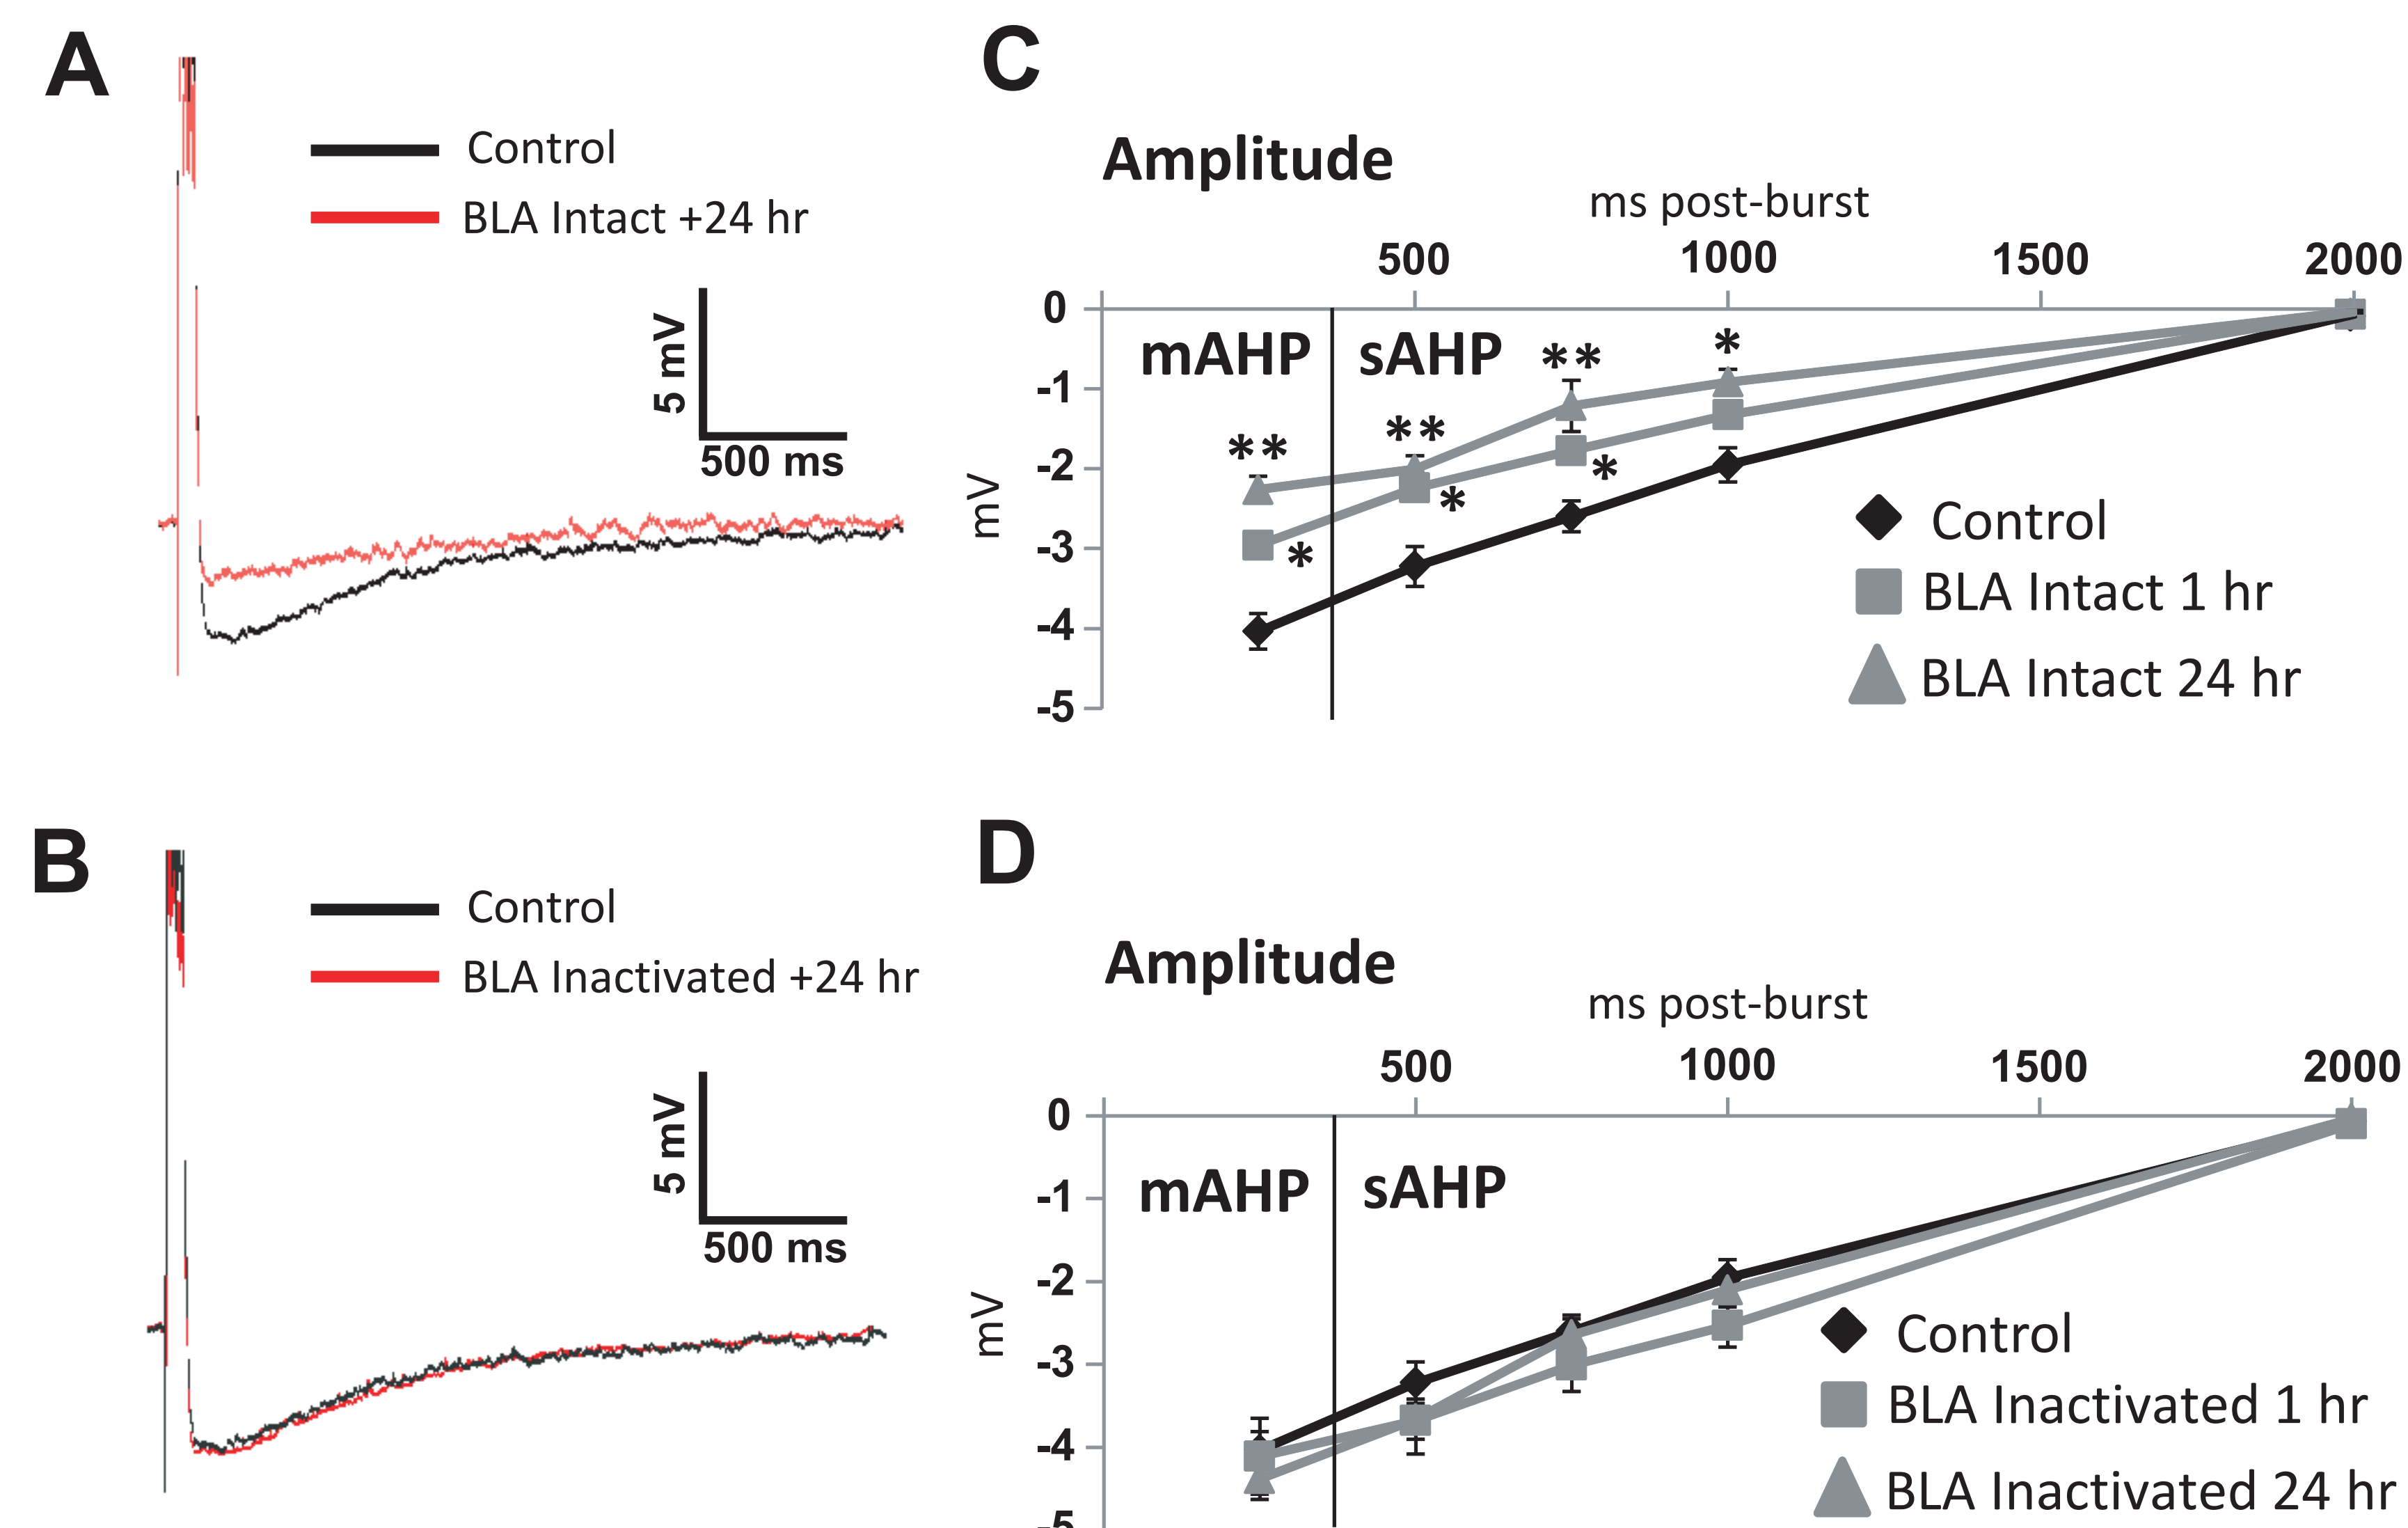 A
Control
BLA Intact +24 hr
5 mV
500 ms
C
Amplitude
ms post-burst
500 1000 1500 2000
0
-1
-2
-3
-4
-5
mV
mAHP sAHP
** ** ** *
* * *
Control
BLA Intact 1 hr
BLA Intact 24 hr
B
Control
BLA Inactivated +24 hr
5 mV
500 ms
D
Amplitude
ms post-burst
500 1000 1500 2000
0
-1
-2
-3
-4
-5
mV
mAHP sAHP
Control
BLA Inactivated 1 hr
BLA Inactivated 24 hr